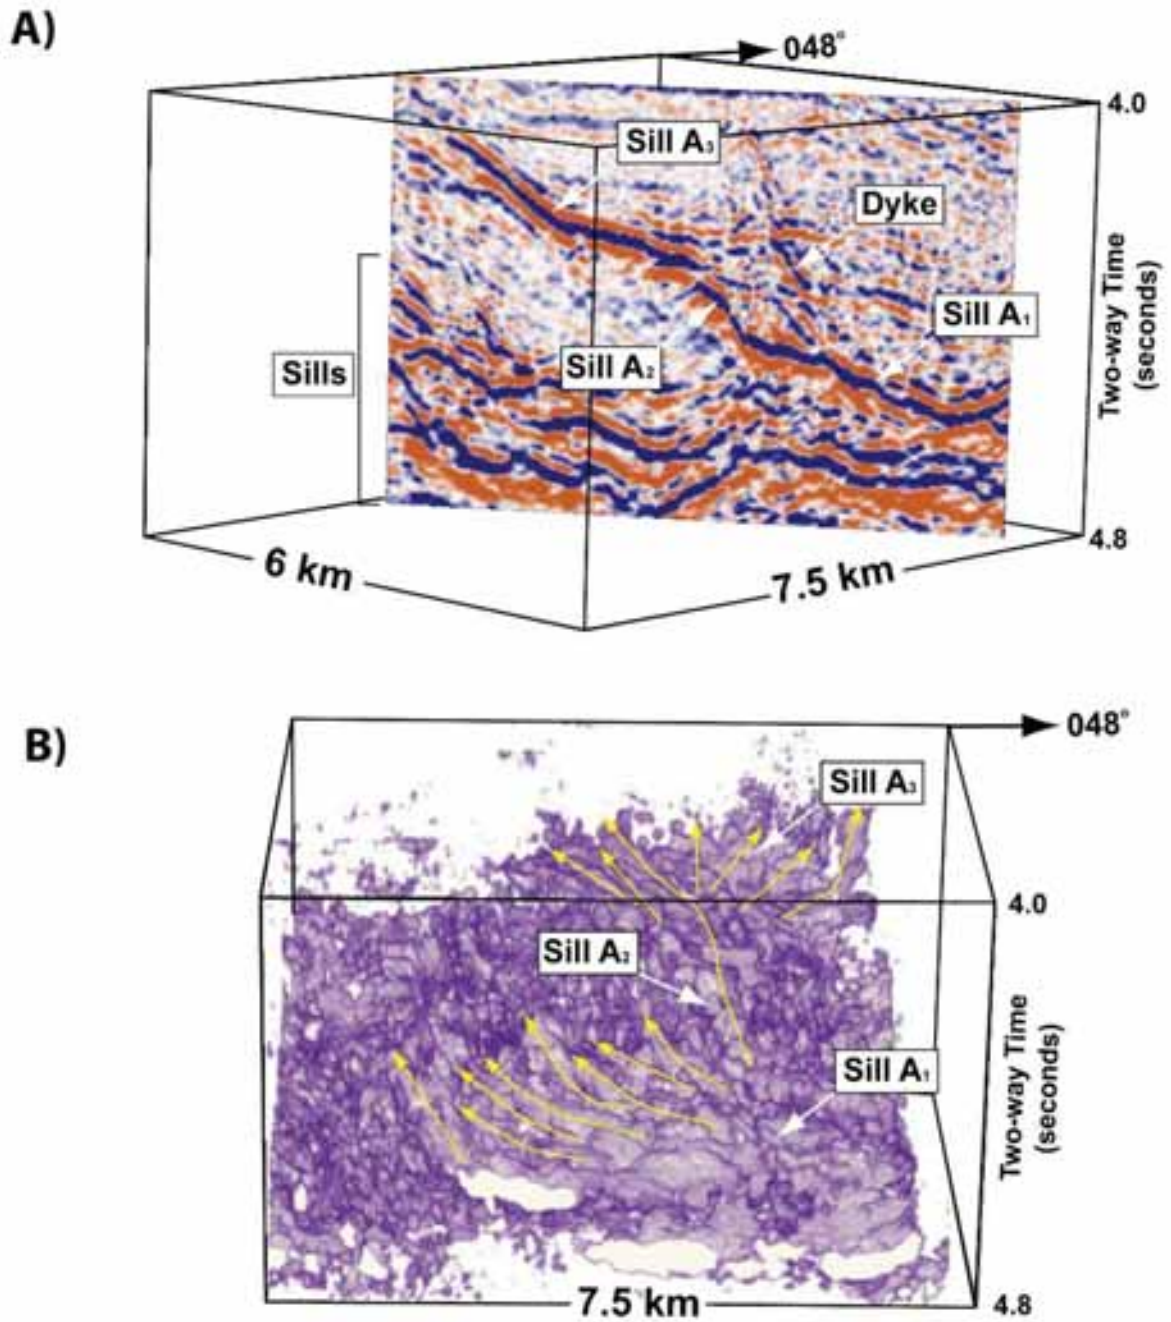 A)
048°
4.0
Sill A₃
Dyke
Sill A₁
Sill A₂
Sills
Two-way Time
(seconds)
4.8
6 km
7.5 km
B)
048°
Sill A₃
4.0
Sill A₂
Sill A₁
Two-way Time
(seconds)
7.5 km
4.8